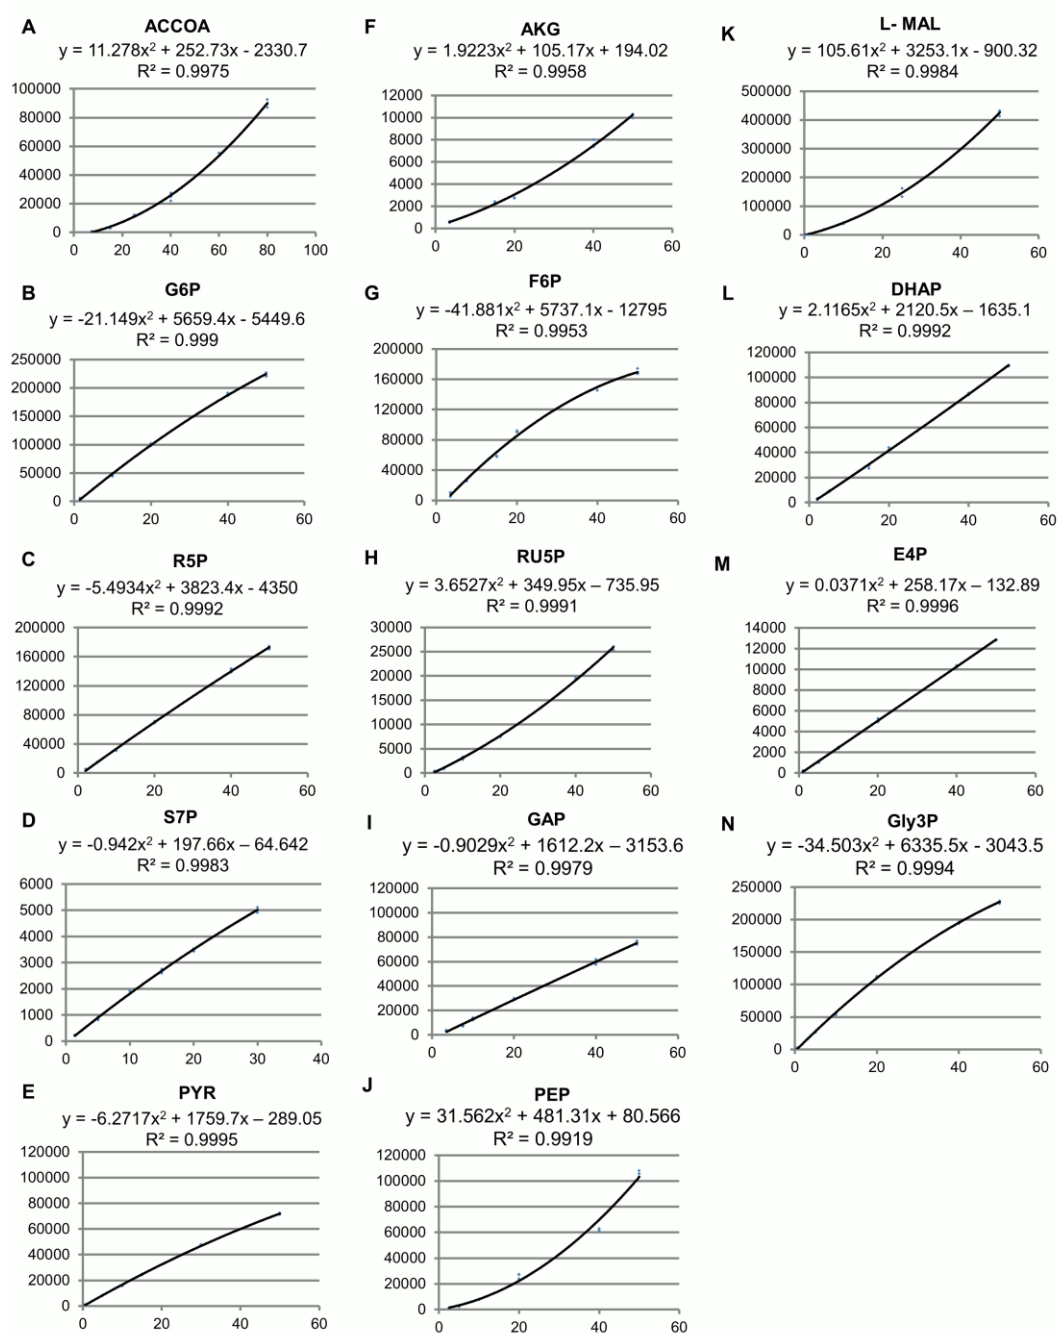 A
ACCOA
y = 11.278x² + 252.73x - 2330.7
R² = 0.9975
100000
80000
60000
40000
20000
0
0 20 40 60 80 100
F
AKG
y = 1.9223x² + 105.17x + 194.02
R² = 0.9958
12000
10000
8000
6000
4000
2000
0
0 20 40 60
K
L- MAL
y = 105.61x² + 3253.1x - 900.32
R² = 0.9984
500000
400000
300000
200000
100000
0
0 20 40 60
B
G6P
y = -21.149x² + 5659.4x - 5449.6
R² = 0.999
250000
200000
150000
100000
50000
0
0 20 40 60
G
F6P
y = -41.881x² + 5737.1x - 12795
R² = 0.9953
200000
160000
120000
80000
40000
0
0 20 40 60
L
DHAP
y = 2.1165x² + 2120.5x – 1635.1
R² = 0.9992
120000
100000
80000
60000
40000
20000
0
0 20 40 60
C
R5P
y = -5.4934x² + 3823.4x - 4350
R² = 0.9992
200000
160000
120000
80000
40000
0
0 20 40 60
H
RU5P
y = 3.6527x² + 349.95x – 735.95
R² = 0.9991
30000
25000
20000
15000
10000
5000
0
0 20 40 60
M
E4P
y = 0.0371x² + 258.17x – 132.89
R² = 0.9996
14000
12000
10000
8000
6000
4000
2000
0
0 20 40 60
D
S7P
y = -0.942x² + 197.66x – 64.642
R² = 0.9983
6000
5000
4000
3000
2000
1000
0
0 10 20 30 40
I
GAP
y = -0.9029x² + 1612.2x – 3153.6
R² = 0.9979
120000
100000
80000
60000
40000
20000
0
0 20 40 60
N
Gly3P
y = -34.503x² + 6335.5x - 3043.5
R² = 0.9994
250000
200000
150000
100000
50000
0
0 20 40 60
E
PYR
y = -6.2717x² + 1759.7x – 289.05
R² = 0.9995
120000
100000
80000
60000
40000
20000
0
0 20 40 60
J
PEP
y = 31.562x² + 481.31x + 80.566
R² = 0.9919
120000
100000
80000
60000
40000
20000
0
0 20 40 60